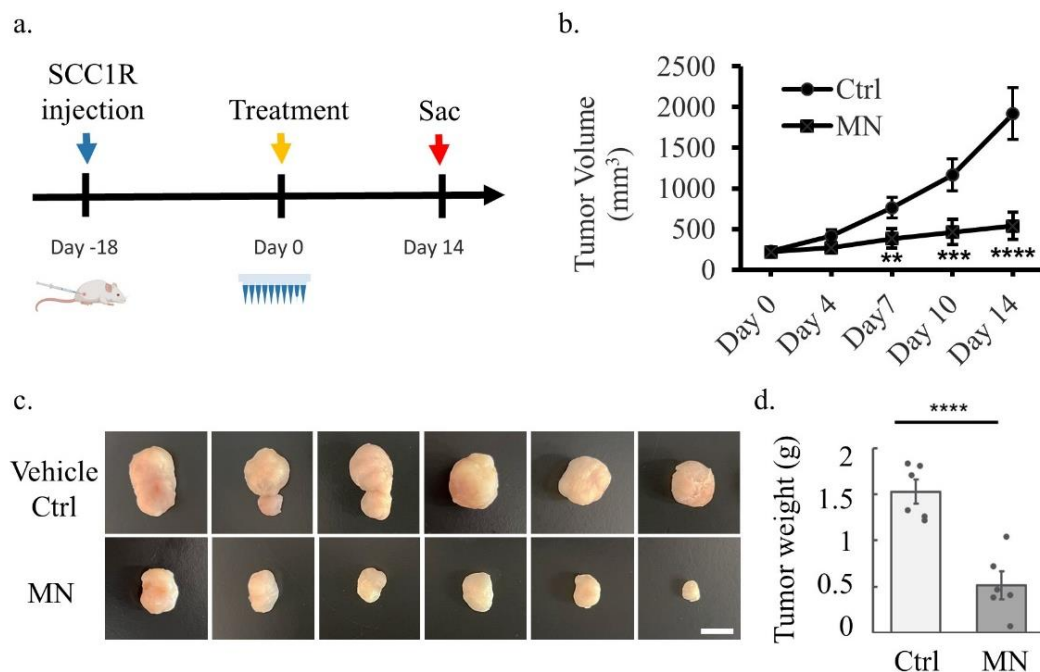 a.
SCC1R
injection
Treatment
Sac
Day -18
Day 0
Day 14
b.
Tumor Volume
(mm³)
2500
2000
1500
1000
500
0
Ctrl
MN
** *** ****
Day 0
Day 4
Day7
Day 10
Day 14
c.
Vehicle
Ctrl
MN
d.
Tumor weight (g)
****
2
1.5
1
0.5
0
Ctrl MN